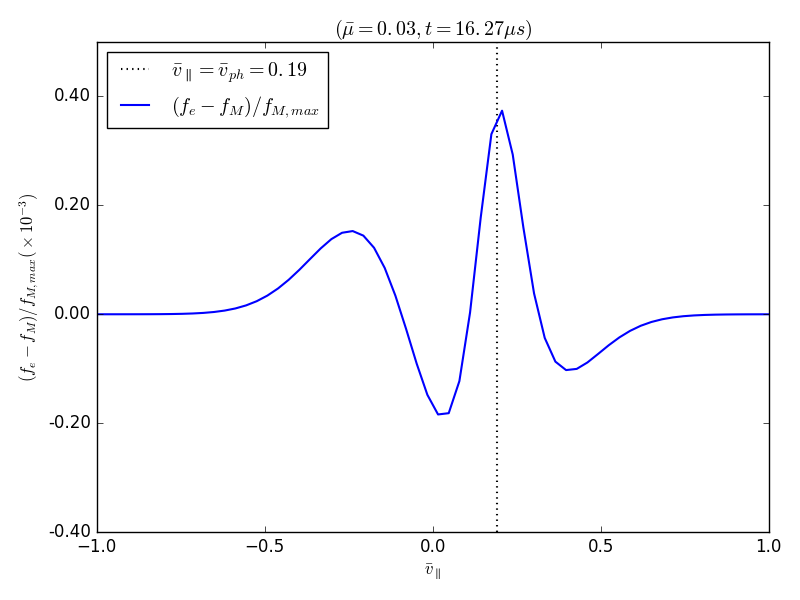 (μ̄ = 0.03, t = 16.27μs)
v̄∥ = v̄ph = 0.19
(fe − fM)/fM,max
0.40
0.20
0.00
-0.20
-0.40
(fe − fM)/fM,max(×10⁻³)
−1.0 −0.5 0.0 0.5 1.0
v̄∥